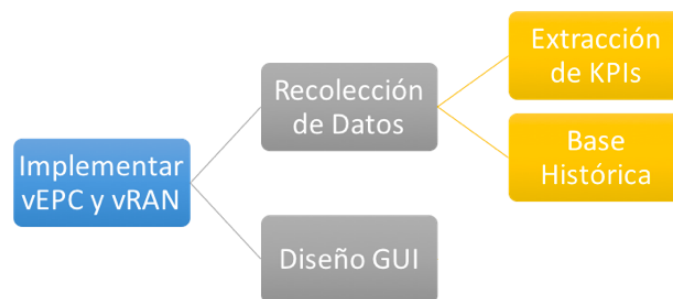 Implementar
vEPC y vRAN
Recolección
de Datos
Extracción
de KPIs
Base
Histórica
Diseño GUI